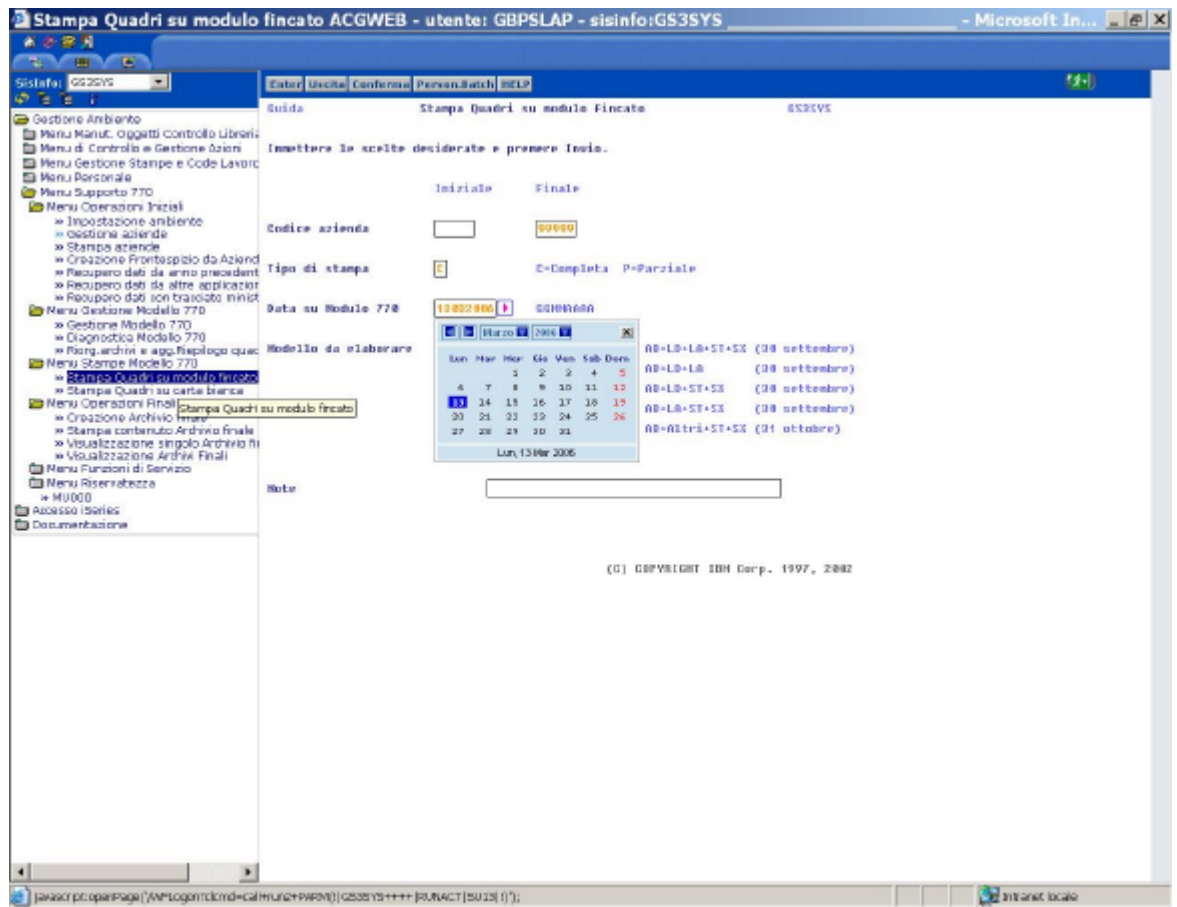 Stampa Quadri su modulo fincato ACGWEB - utente: GBPSLAP - sisinfo:GS3SYS - Microsoft In...
SisInfo: GS3SYS
Enter Uscita Conferma Person.Batch HELP
Guida Stampa Quadri su modulo Fincato GS3SYS
Immettere le scelte desiderate e premere Invio.
Iniziale Finale
Codice azienda 00000
Tipo di stampa C C=Completa P=Parziale
Data su Modulo 770 GGMMAAAA
Modello da elaborare
Marzo 2006
Lun Mar Mer Gio Ven Sab Dom
1 2 3 4 5
6 7 8 9 10 11 12
13 14 15 16 17 18 19
20 21 22 23 24 25 26
27 28 29 30 31
Lun, 13 Mar 2006
AB+LD+LA+ST+SX (30 settembre)
AB+LD+LA (30 settembre)
AB+LD+ST+SX (30 settembre)
AB+LA+ST+SX (30 settembre)
AB+Altri+ST+SX (31 ottobre)
Note
(C) COPYRIGHT IBM Corp. 1997, 2002
Gestione Ambiente
Menu Manut. Oggetti Controllo Libreria
Menu di Controllo e Gestione Azioni
Menu Gestione Stampe e Code Lavoro
Menu Personale
Menu Supporto 770
Menu Operazioni Iniziali
» Impostazione ambiente
» Gestione aziende
» Stampa aziende
» Creazione Frontespizio da Aziend
» Recupero dati da anno precedent
» Recupero dati da altre applicazion
» Recupero dati con tracciato minist
Menu Gestione Modello 770
» Gestione Modello 770
» Diagnostica Modello 770
» Riorg.archivi e agg.Riepilogo quad
Menu Stampe Modello 770
» Stampa Quadri su modulo fincato
» Stampa Quadri su carta bianca
Menu Operazioni Finali
Stampa Quadri su modulo fincato
» Creazione Archivio Finale
» Stampa contenuto Archivio finale
» Visualizzazione singolo Archivio fi
» Visualizzazione Archivi Finali
Menu Funzioni di Servizio
Menu Riservatezza
» MU000
Accesso iSeries
Documentazione
Intranet locale